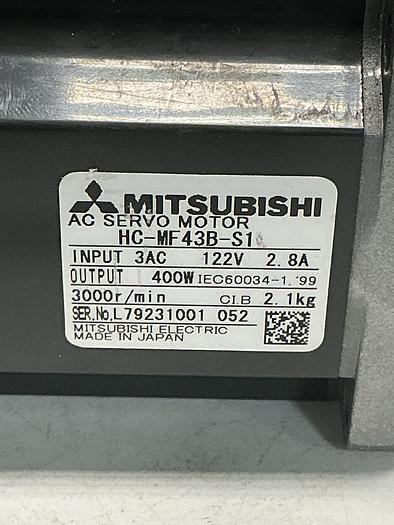 MITSUBISHI
AC SERVO MOTOR
HC-MF43B-S1
INPUT 3AC 122V 2.8A
OUTPUT 400W IEC60034-1.'99
3000r/min CI.B 2.1kg
SER.No.L79231001 052
MITSUBISHI ELECTRIC
MADE IN JAPAN